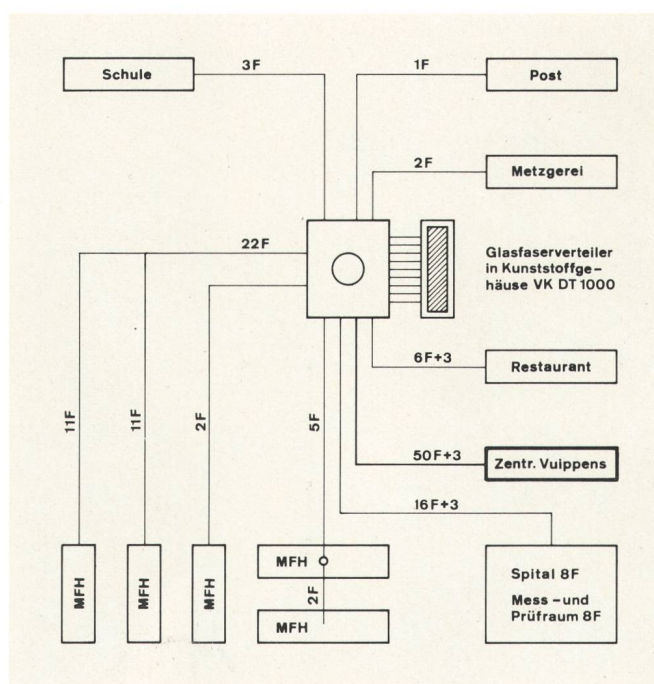 Schule
3F
1F
Post
2F
Metzgerei
22F
Glasfaserverteiler
in Kunststoffge-
häuse VK DT 1000
6F+3
Restaurant
11F
11F
2F
5F
50F+3
Zentr. Vuippens
16F+3
MFH
MFH
MFH
MFH
2F
MFH
Spital 8F
Mess-und
Prüfraum 8F